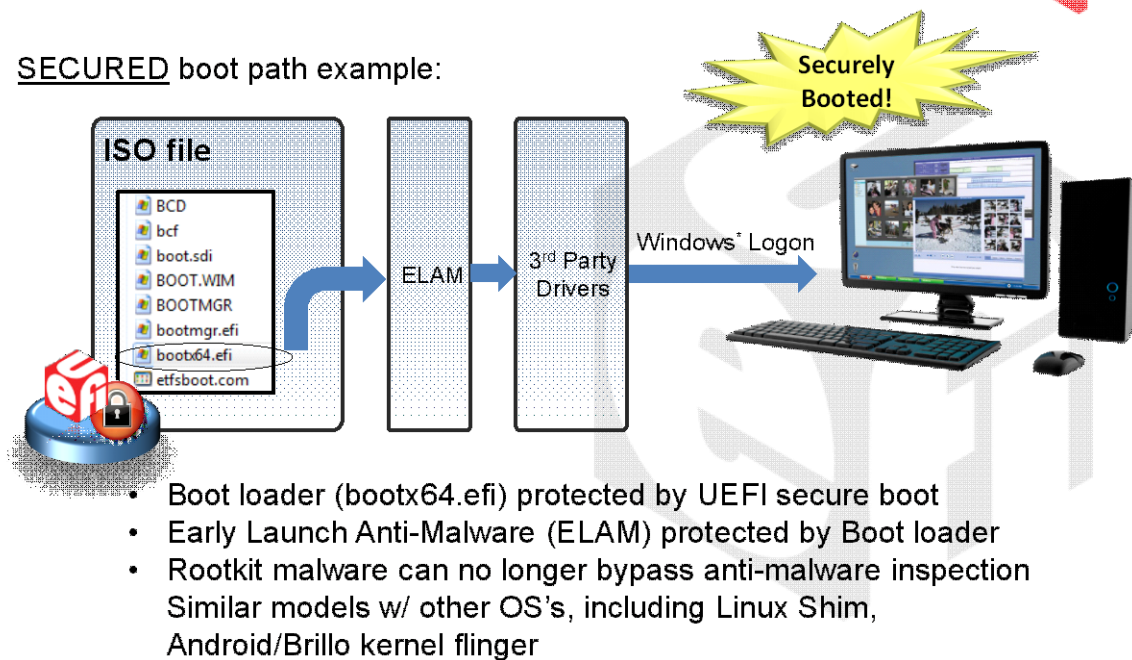 SECURED boot path example:
Securely
Booted!
ISO file
BCD
bcf
boot.sdi
BOOT.WIM
BOOTMGR
bootmgr.efi
bootx64.efi
etfsboot.com
UEFI
ELAM
3rd Party
Drivers
Windows* Logon
• Boot loader (bootx64.efi) protected by UEFI secure boot
• Early Launch Anti-Malware (ELAM) protected by Boot loader
• Rootkit malware can no longer bypass anti-malware inspection
Similar models w/ other OS's, including Linux Shim,
Android/Brillo kernel flinger